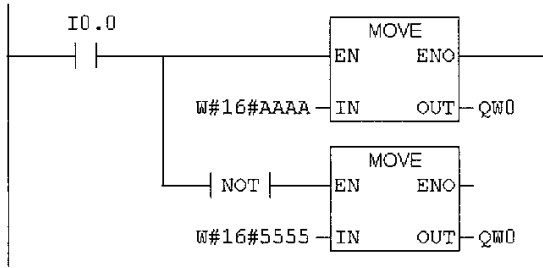 I0.0
MOVE
EN ENO
W#16#AAAA IN OUT QW0
MOVE
NOT EN ENO
W#16#5555 IN OUT QW0